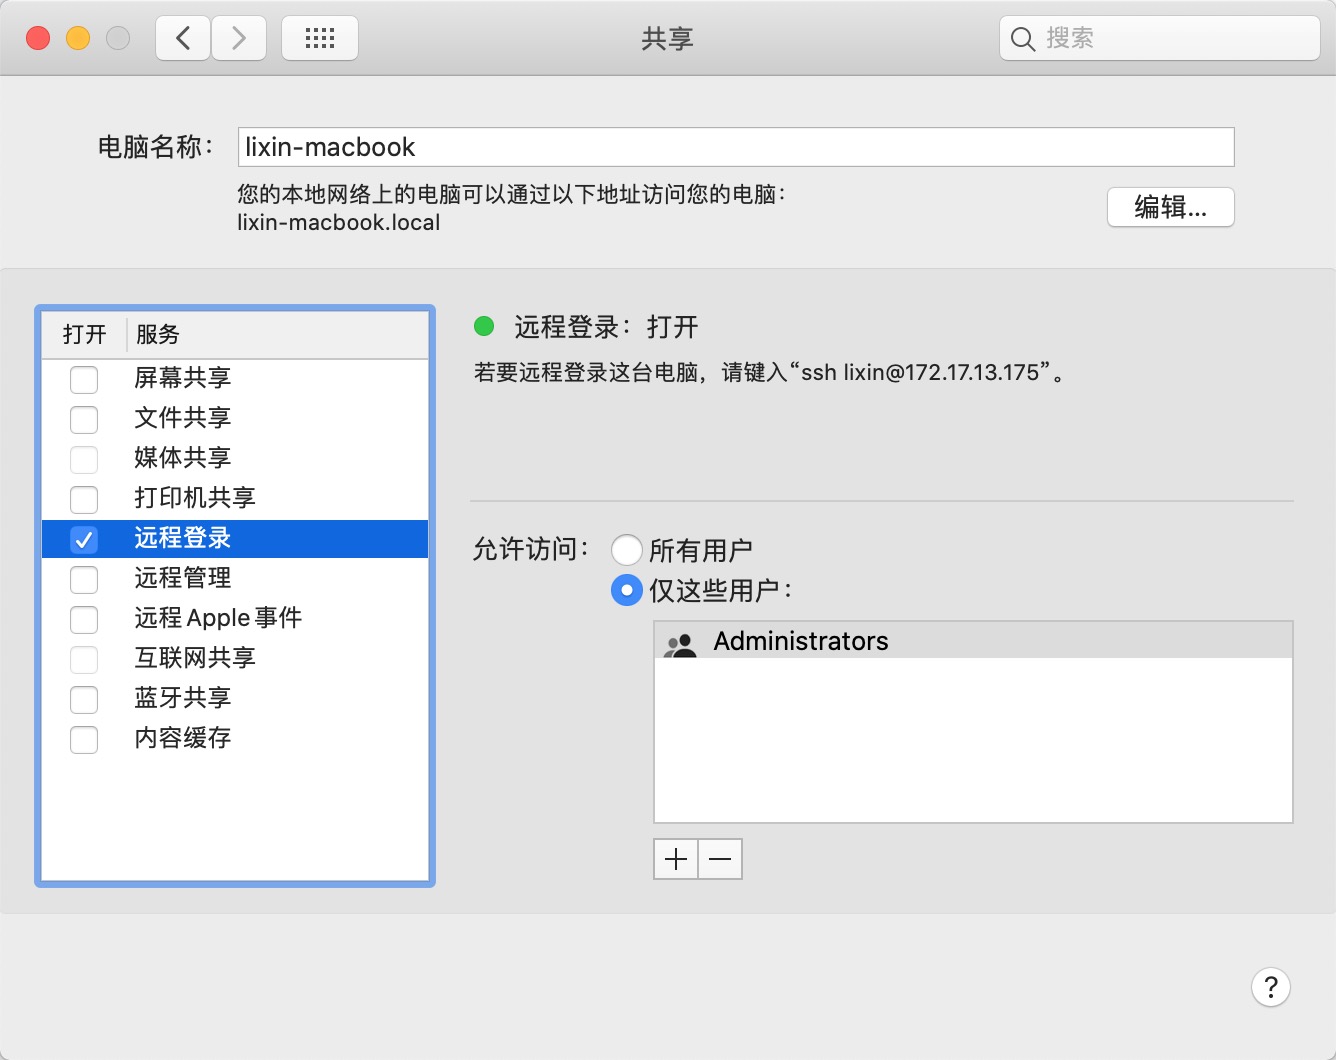 共享
搜索
电脑名称：
lixin-macbook
您的本地网络上的电脑可以通过以下地址访问您的电脑：
lixin-macbook.local
编辑...
打开 服务
屏幕共享
文件共享
媒体共享
打印机共享
远程登录
远程管理
远程 Apple 事件
互联网共享
蓝牙共享
内容缓存
远程登录：打开
若要远程登录这台电脑，请键入“ssh lixin@172.17.13.175”。
允许访问：
所有用户
仅这些用户：
Administrators
?